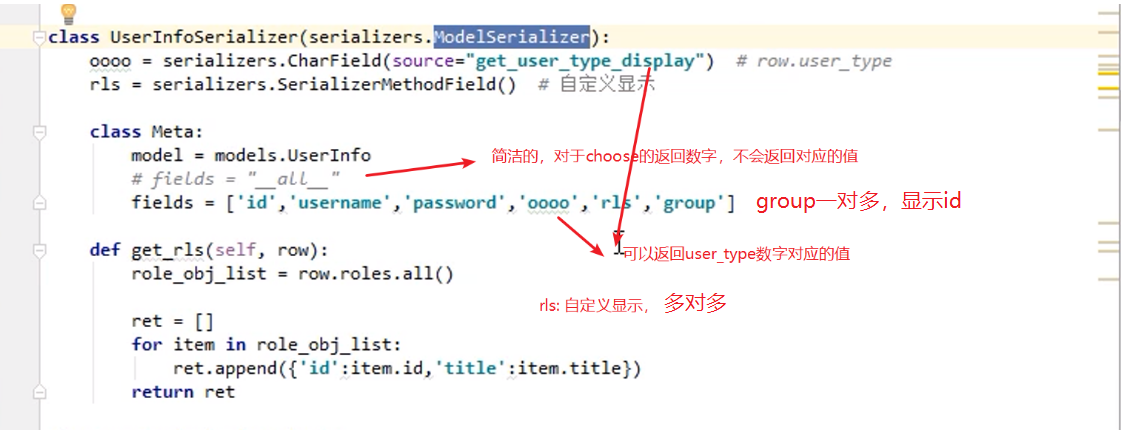 class UserInfoSerializer(serializers.ModelSerializer):
oooo = serializers.CharField(source="get_user_type_display")  # row.user_type
rls = serializers.SerializerMethodField()  # 自定义显示
class Meta:
model = models.UserInfo
简洁的，对于choose的返回数字，不会返回对应的值
# fields = "__all__"
fields = ['id','username','password','oooo','rls','group']
group一对多，显示id
def get_rls(self, row):
可以返回user_type数字对应的值
role_obj_list = row.roles.all()
rls: 自定义显示， 多对多
ret = []
for item in role_obj_list:
ret.append({'id':item.id,'title':item.title})
return ret